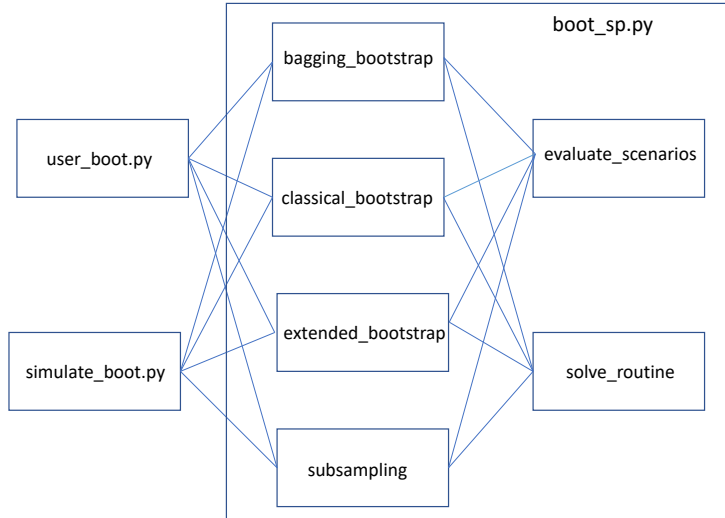 boot_sp.py
bagging_bootstrap
user_boot.py
evaluate_scenarios
classical_bootstrap
extended_bootstrap
simulate_boot.py
solve_routine
subsampling